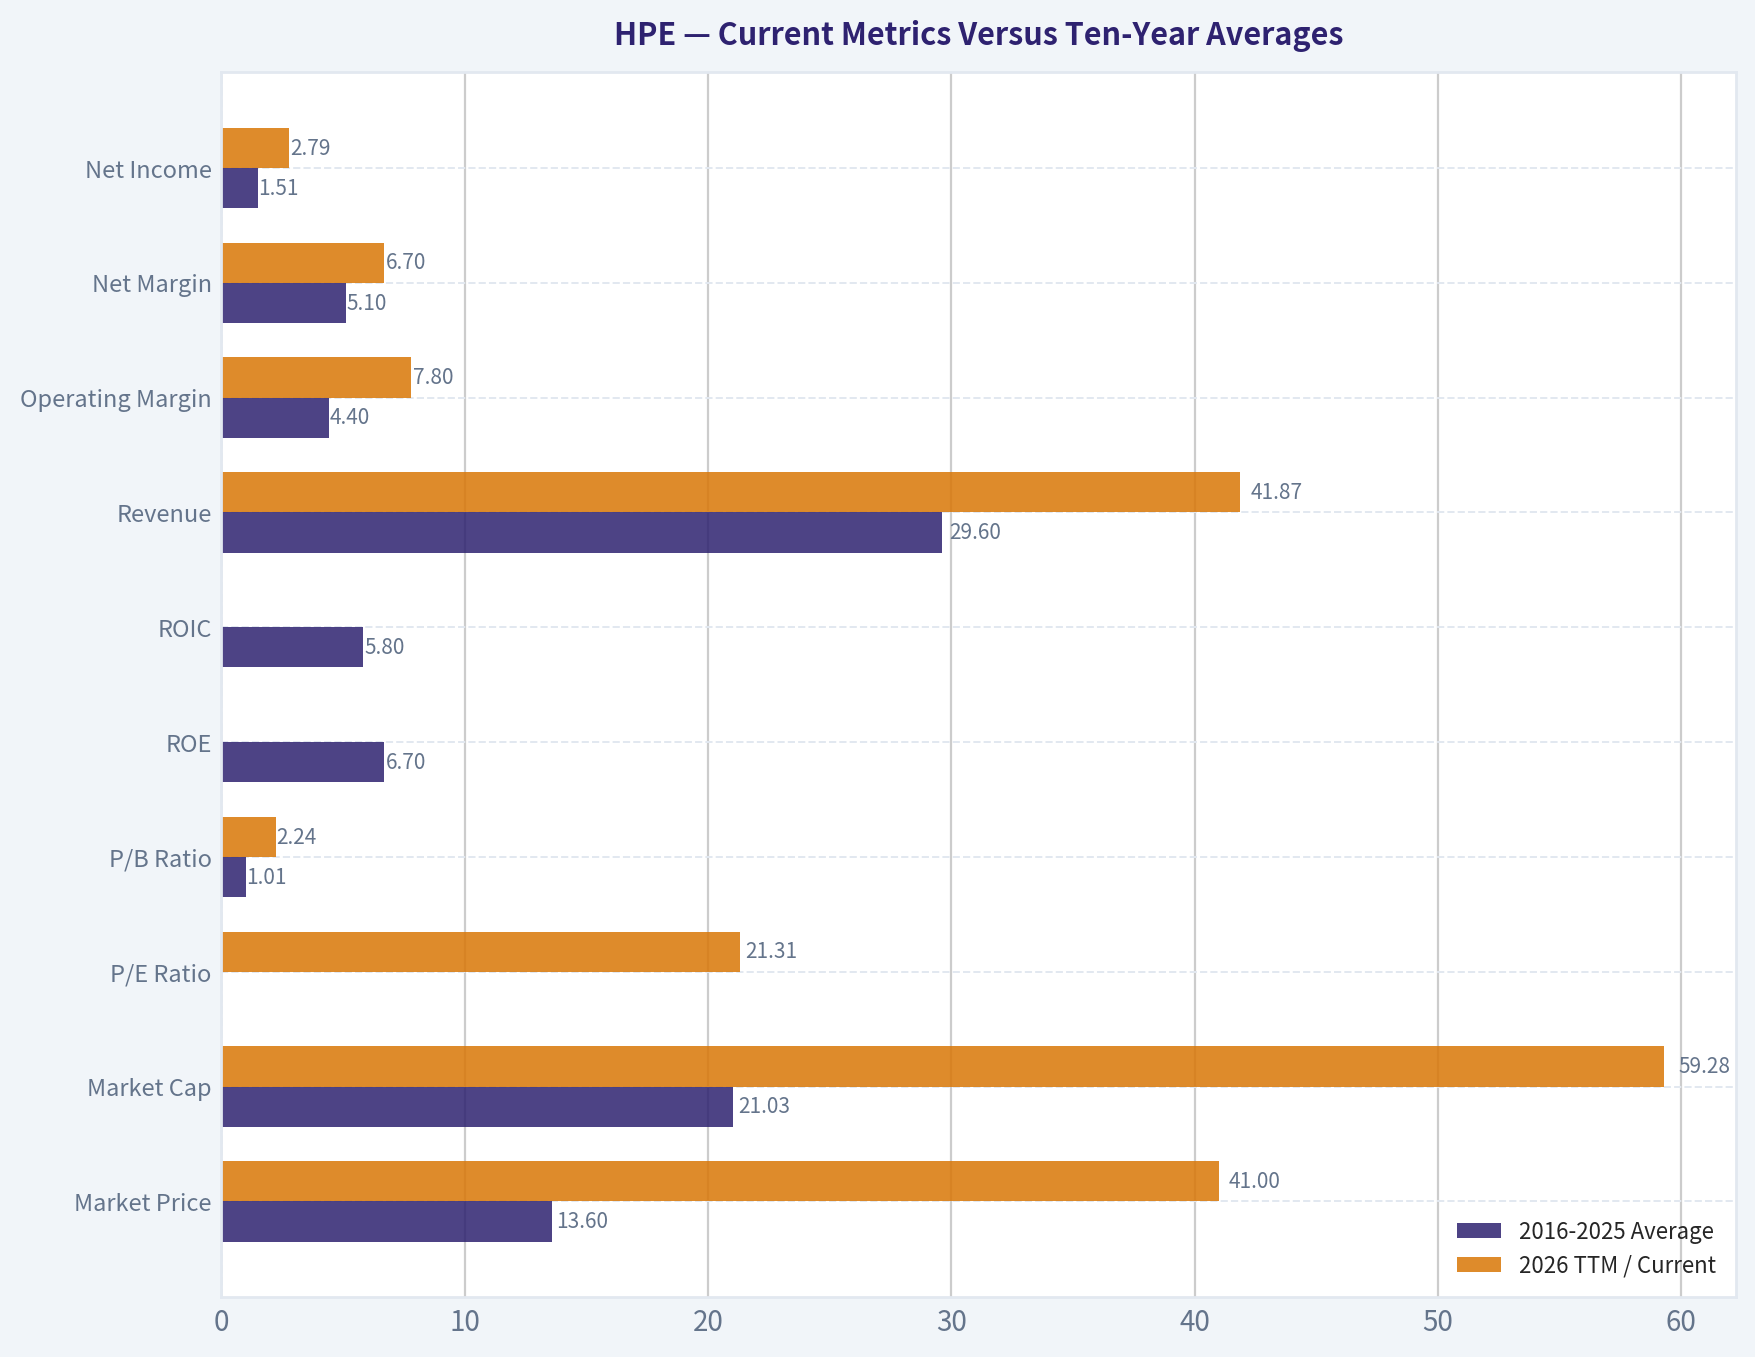 HPE — Current Metrics Versus Ten-Year Averages
Net Income
2.79
1.51
Net Margin
6.70
5.10
Operating Margin
7.80
4.40
Revenue
41.87
29.60
ROIC
5.80
ROE
6.70
P/B Ratio
2.24
1.01
P/E Ratio
21.31
Market Cap
59.28
21.03
Market Price
41.00
13.60
2016-2025 Average
2026 TTM / Current
0 10 20 30 40 50 60